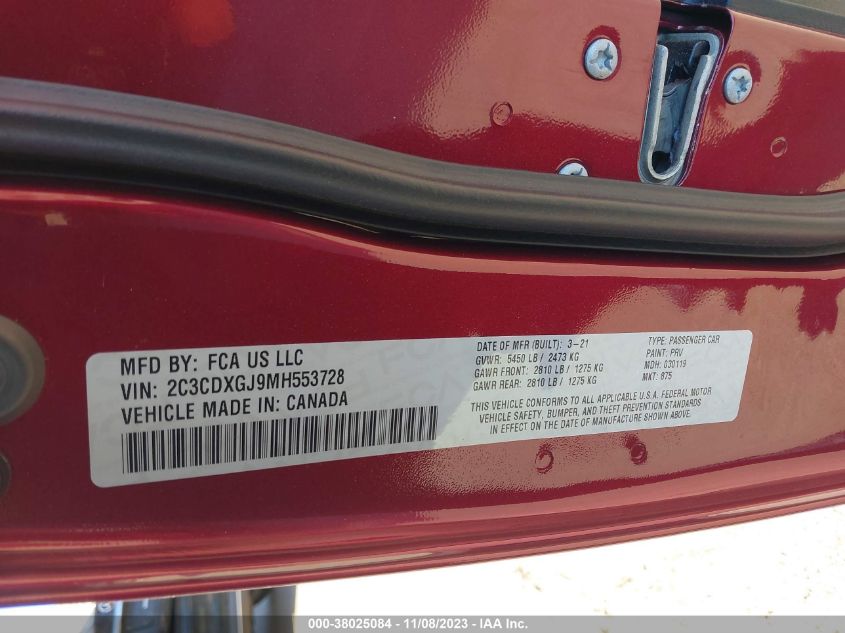 MFD BY: FCA US LLC
VIN: 2C3CDXGJ9MH553728
VEHICLE MADE IN: CANADA
DATE OF MFR (BUILT): 3-21
GVWR: 5450 LB / 2473 KG
GAWR FRONT: 2810 LB / 1275 KG
GAWR REAR: 2810 LB / 1275 KG
TYPE: PASSENGER CAR
PAINT: PRV
MDH: 030119
MKT: 875
THIS VEHICLE CONFORMS TO ALL APPLICABLE U.S.A. FEDERAL MOTOR
VEHICLE SAFETY, BUMPER, AND THEFT PREVENTION STANDARDS
IN EFFECT ON THE DATE OF MANUFACTURE SHOWN ABOVE.
000-38025084 - 11/08/2023 - IAA Inc.